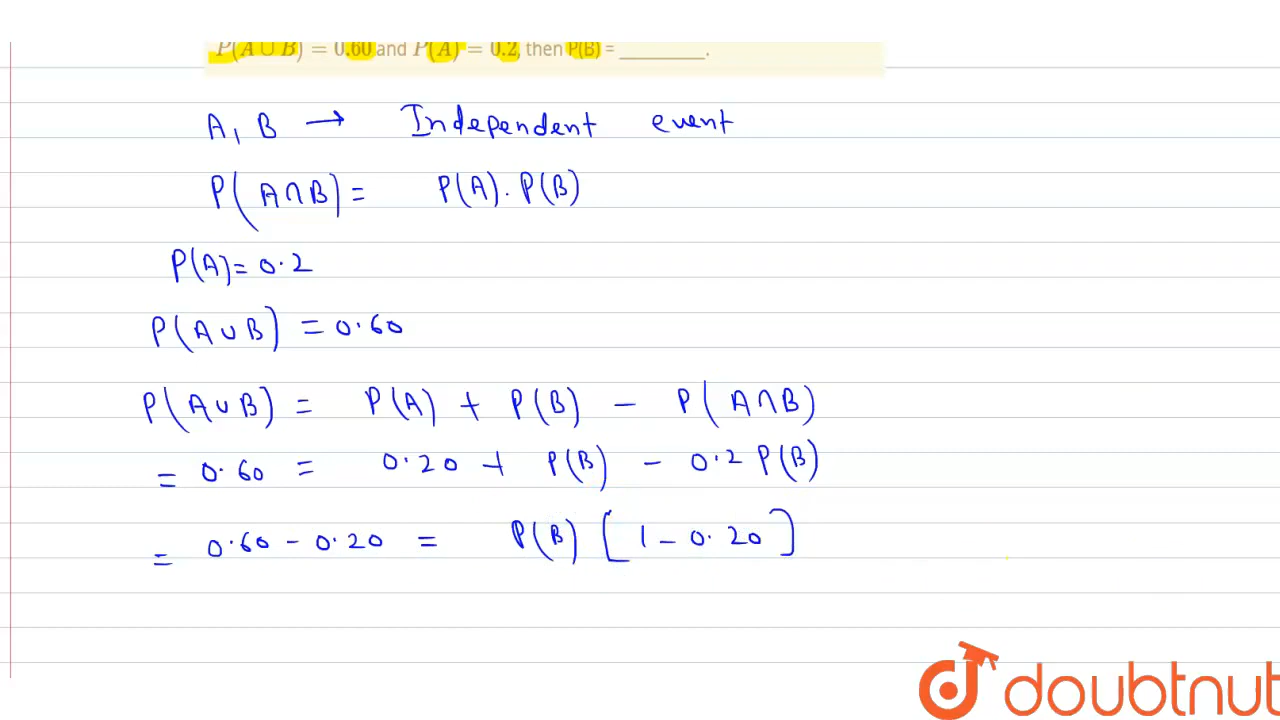 P(A ∪ B) = 0.60 and P(A) = 0.2, then P(B) = __________.
A, B → Independent event
P(A∩B) = P(A). P(B)
P(A) = 0.2
P(A∪B) = 0.60
P(A∪B) = P(A) + P(B) - P(A∩B)
= 0.60 = 0.20 + P(B) - 0.2 P(B)
= 0.60 - 0.20 = P(B) [1 - 0.20]
doubtnut